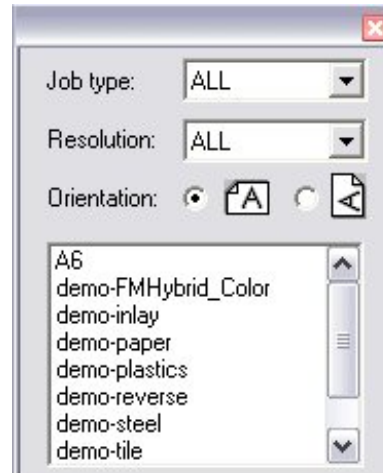 Job type: ALL
Resolution: ALL
Orientation: A A
A6
demo-FMHybrid_Color
demo-inlay
demo-paper
demo-plastics
demo-reverse
demo-steel
demo-tile